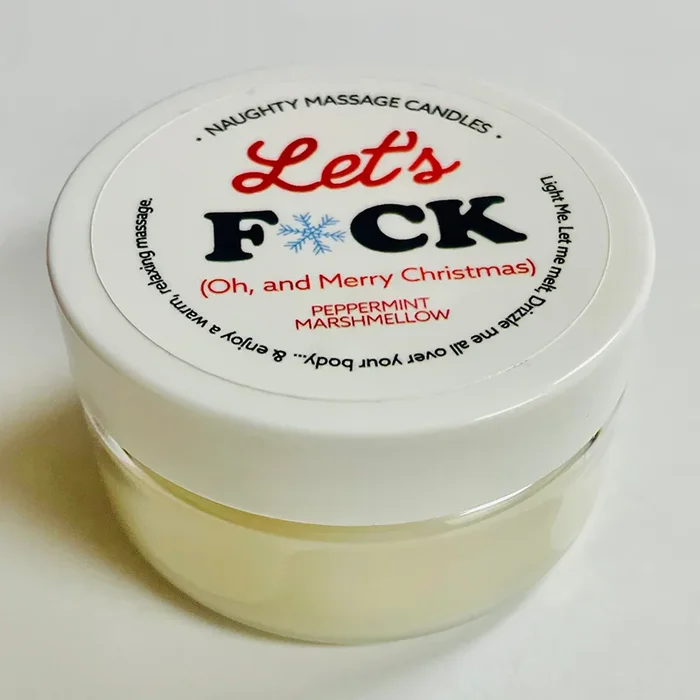 • NAUGHTY MASSAGE CANDLES •
Let's
F*CK
(Oh, and Merry Christmas)
PEPPERMINT
MARSHMELLOW
Light Me. Let me melt, Drizzle me all over your body... & enjoy a warm, relaxing massage.